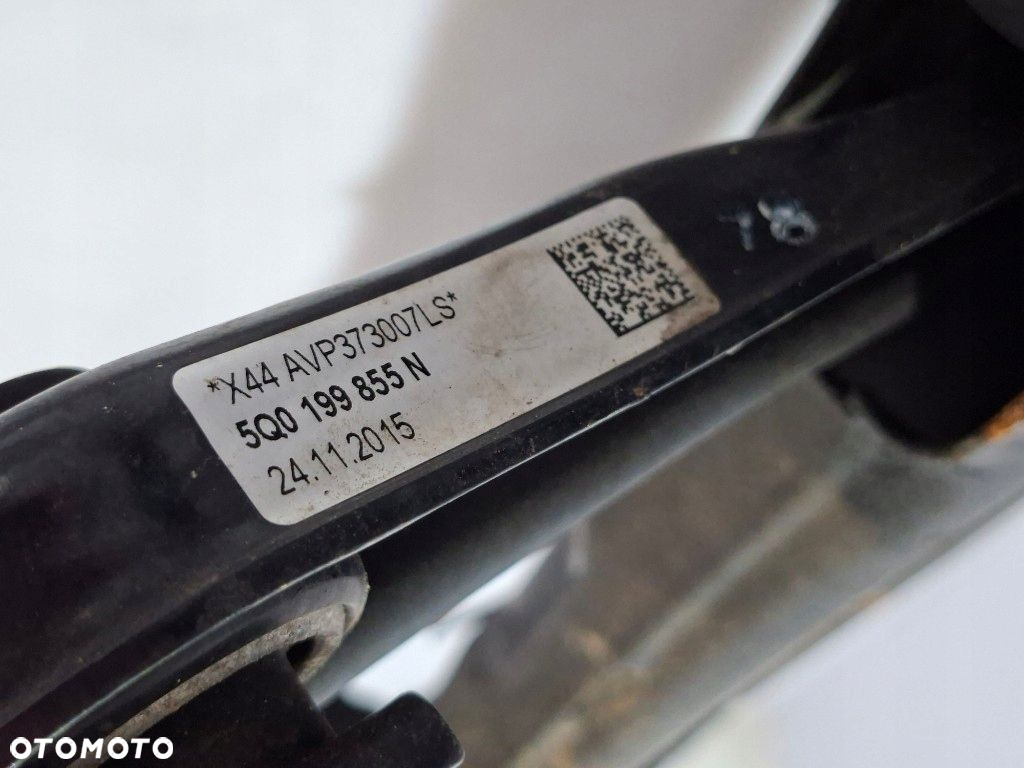 *X44 AVP373007LS*
5Q0 199 855 N
24.11.2015
OTOMOTO